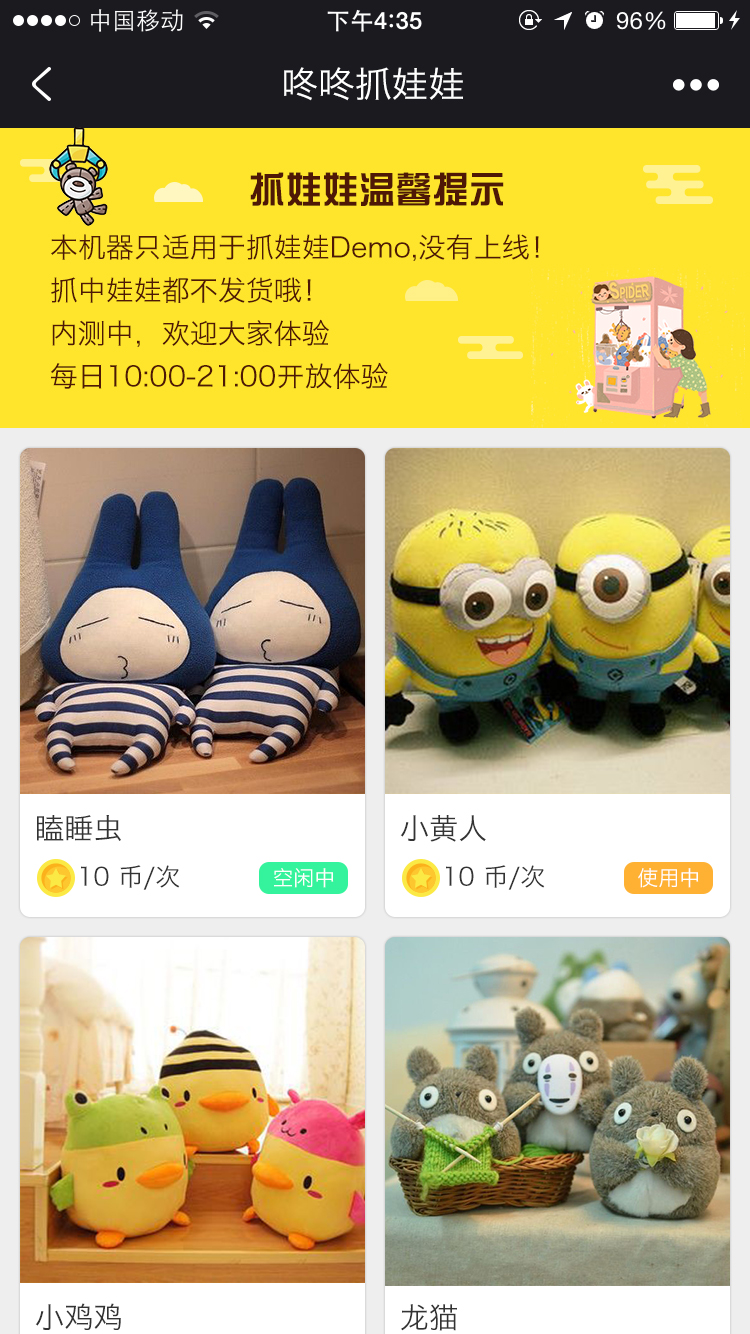 中国移动 下午4:35 96%
咚咚抓娃娃
抓娃娃温馨提示
本机器只适用于抓娃娃Demo,没有上线!
抓中娃娃都不发货哦!
内测中，欢迎大家体验
每日10:00-21:00开放体验
SPIDER
瞌睡虫
10 币/次 空闲中
小黄人
10 币/次 使用中
小鸡鸡
龙猫